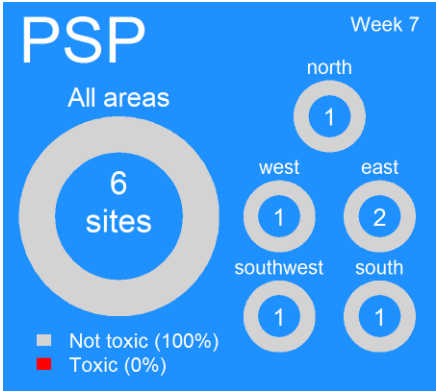 PSP
Week 7
All areas
6
sites
north
1
west
1
east
2
southwest
1
south
1
Not toxic (100%)
Toxic (0%)